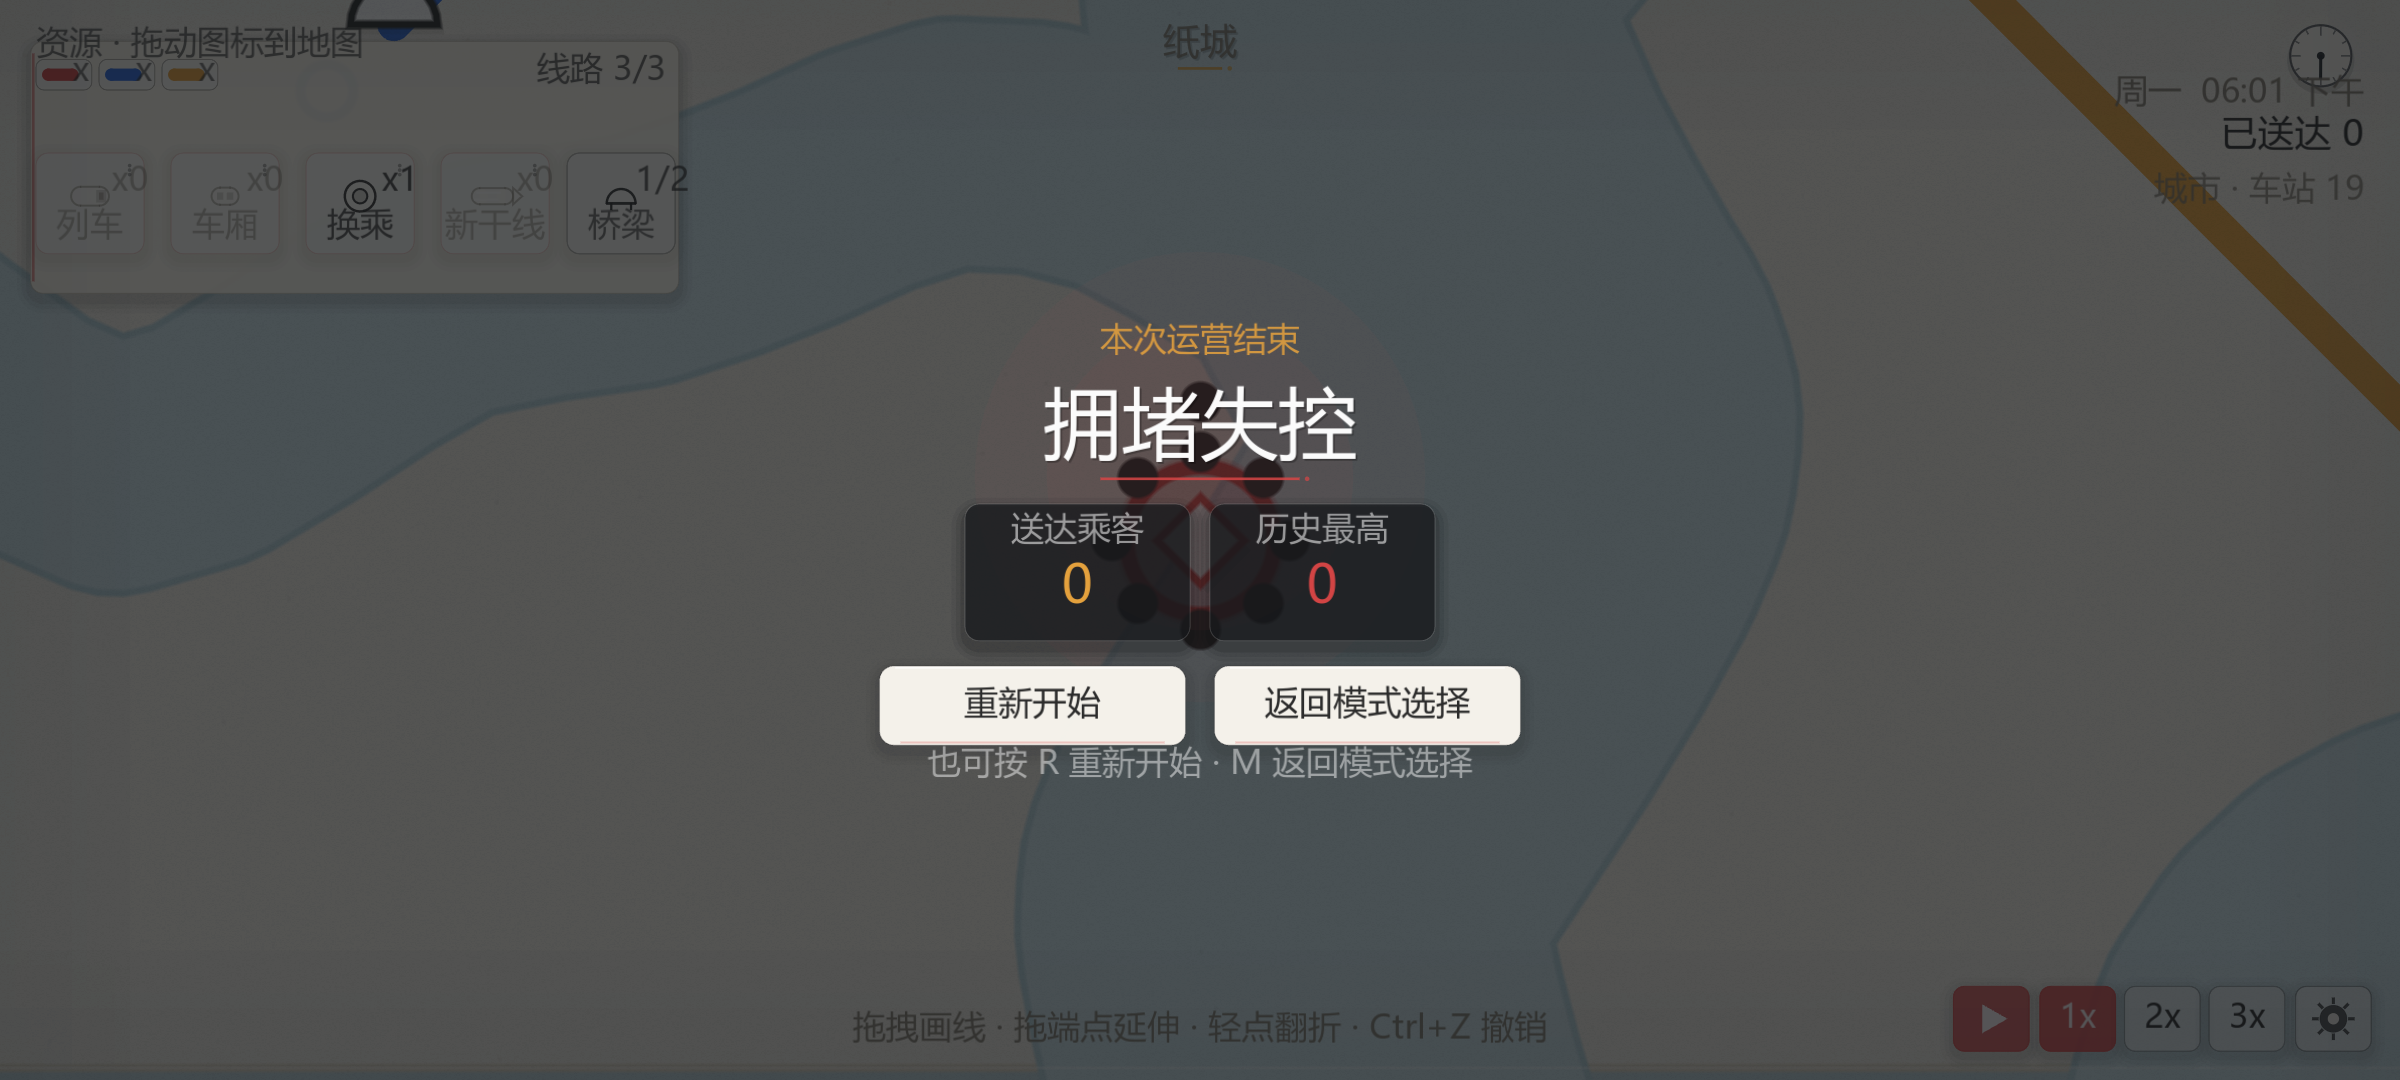 资源 · 拖动图标到地图
x x x
线路 3/3
x0 列车
x0 车厢
x1 换乘
x0 新干线
1/2 桥梁
纸城
周一 06:01 下午
已送达 0
城市 · 车站 19
本次运营结束
拥堵失控
送达乘客
0
历史最高
0
重新开始
返回模式选择
也可按 R 重新开始 · M 返回模式选择
拖拽画线 · 拖端点延伸 · 轻点翻折 · Ctrl+Z 撤销
1x 2x 3x